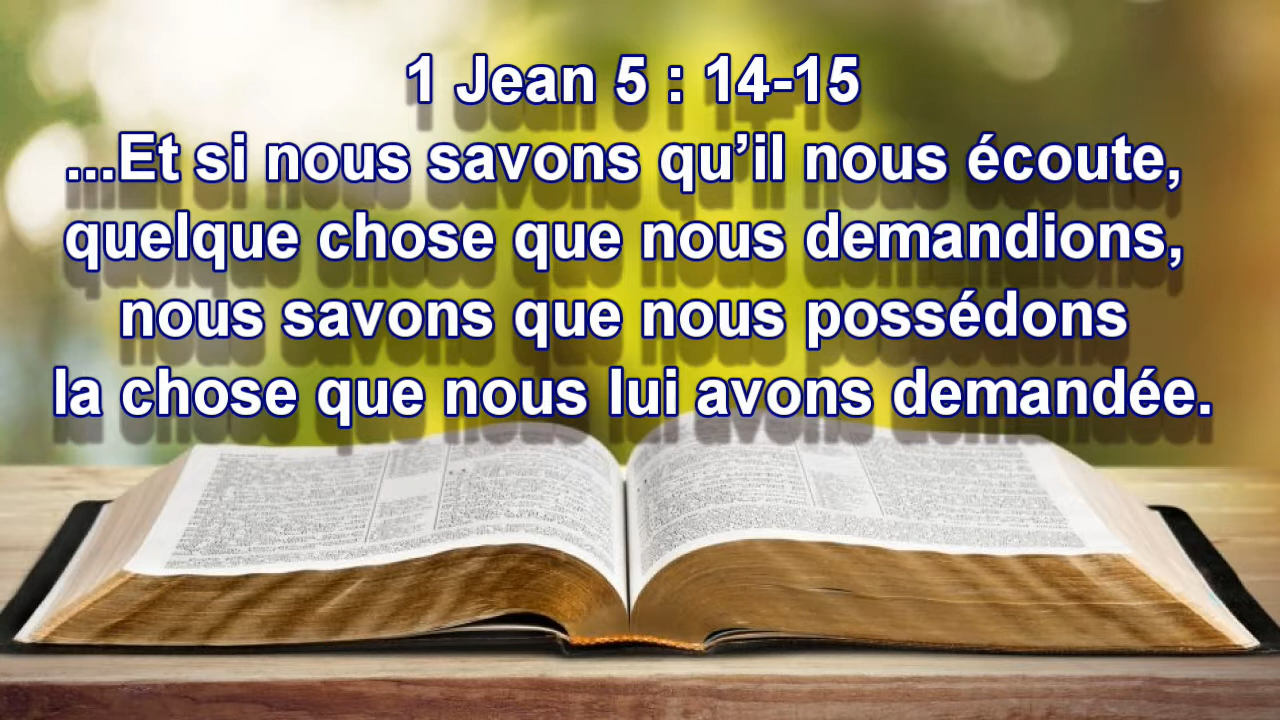 1 Jean 5 : 14-15
...Et si nous savons qu’il nous écoute,
quelque chose que nous demandions,
nous savons que nous possédons
la chose que nous lui avons demandée.